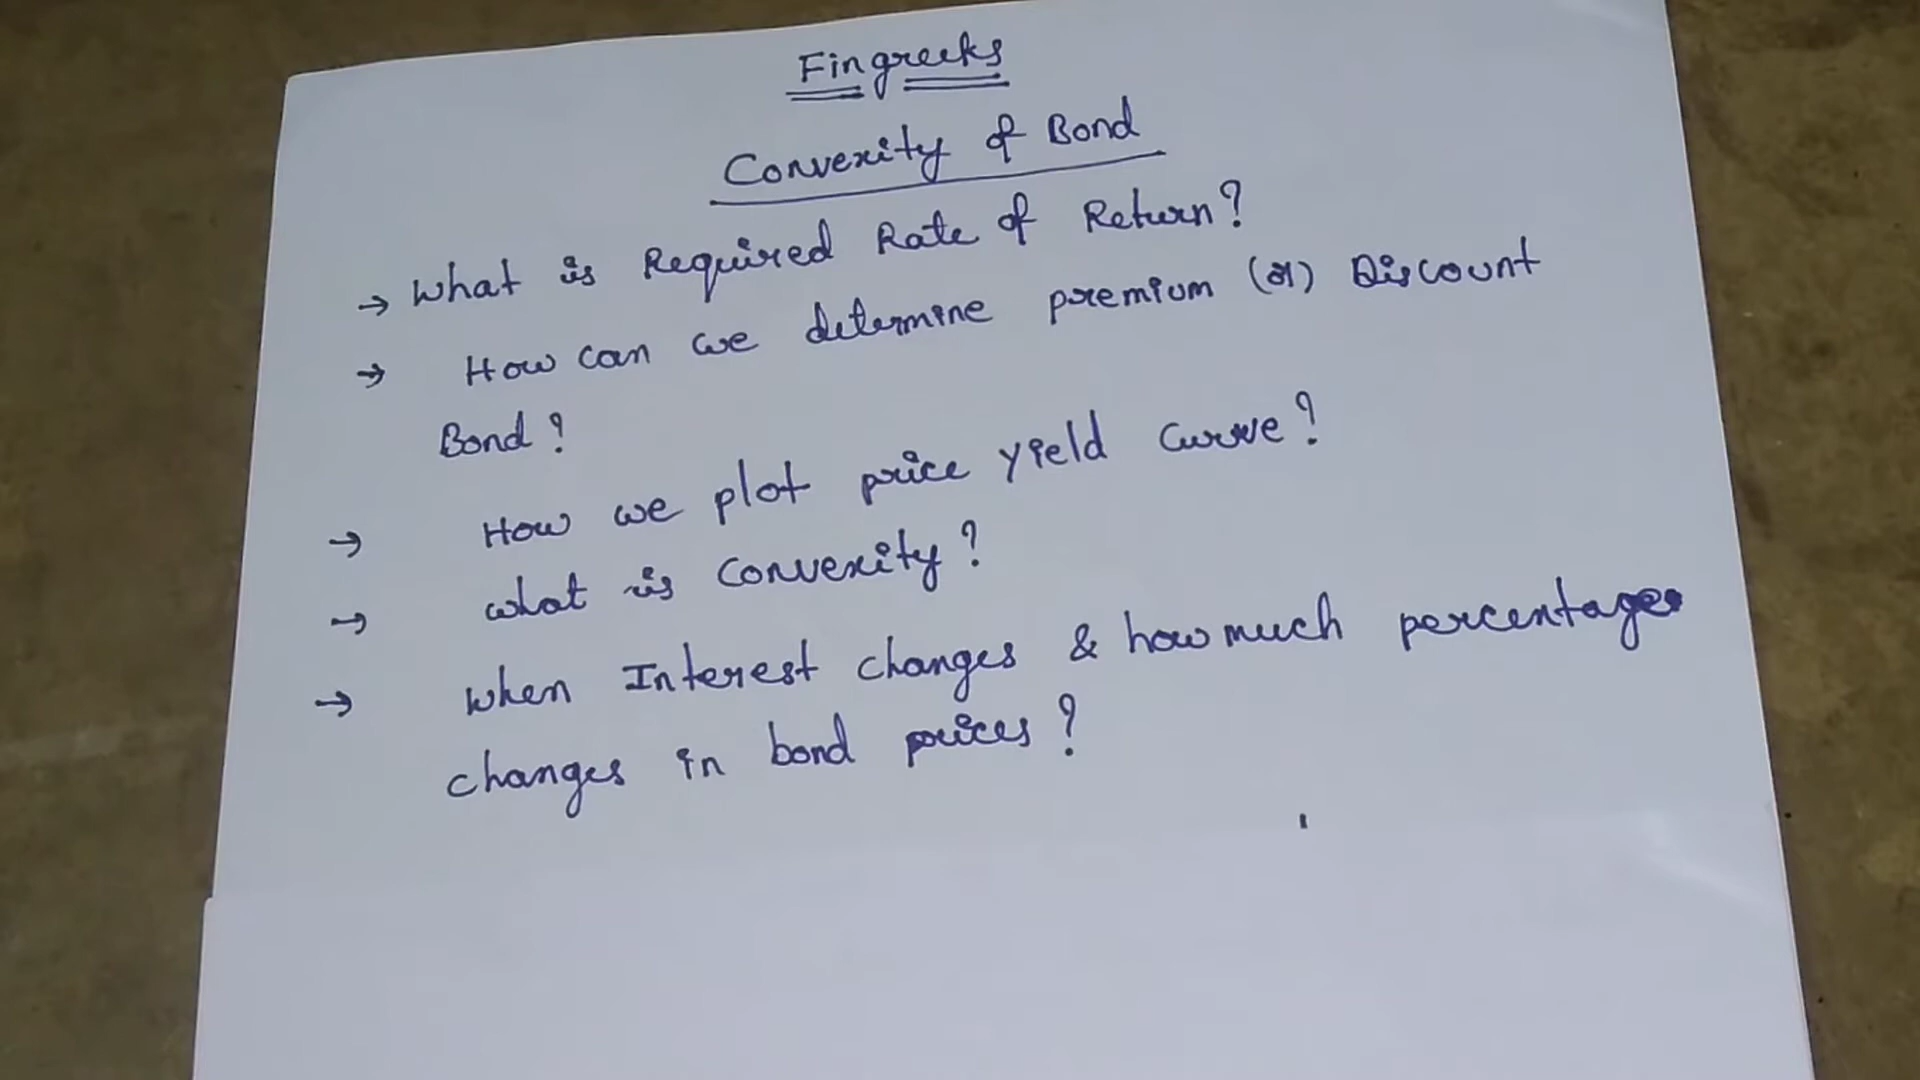 Fingreeks
Convexity of Bond
→ What is Required Rate of Return?
→ How can we determine premium (or) Discount
Bond?
→ How we plot price yield curve?
→ what is convexity?
→ when Interest changes & how much percentage
changes in bond prices?